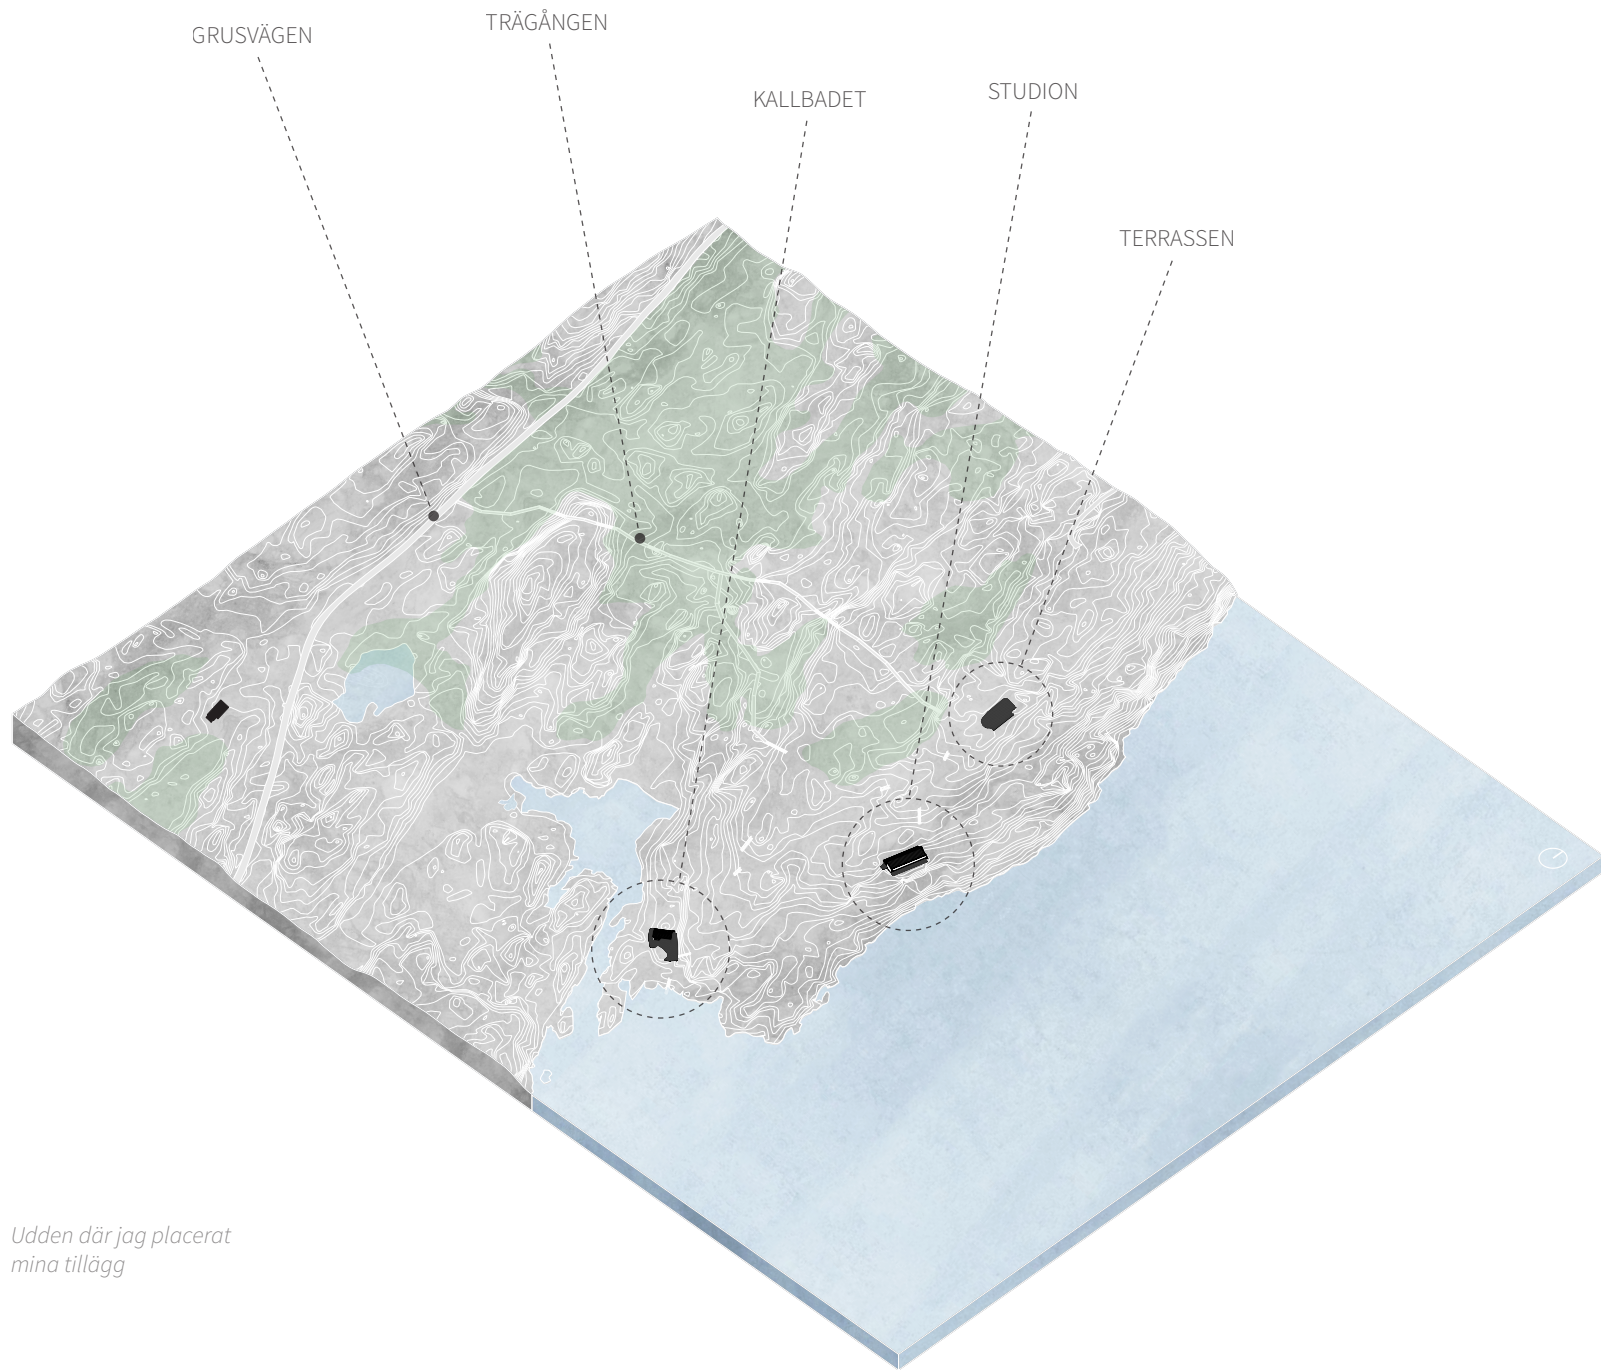 GRUSVÄGEN
TRÄGÅNGEN
KALLBADET
STUDION
TERRASSEN
Udden där jag placerat
mina tillägg